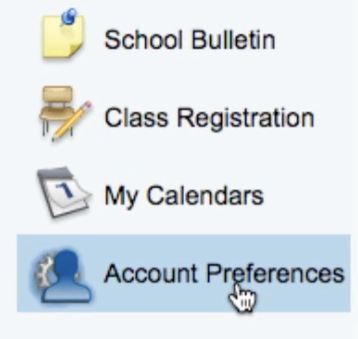 School Bulletin
Class Registration
My Calendars
Account Preferences